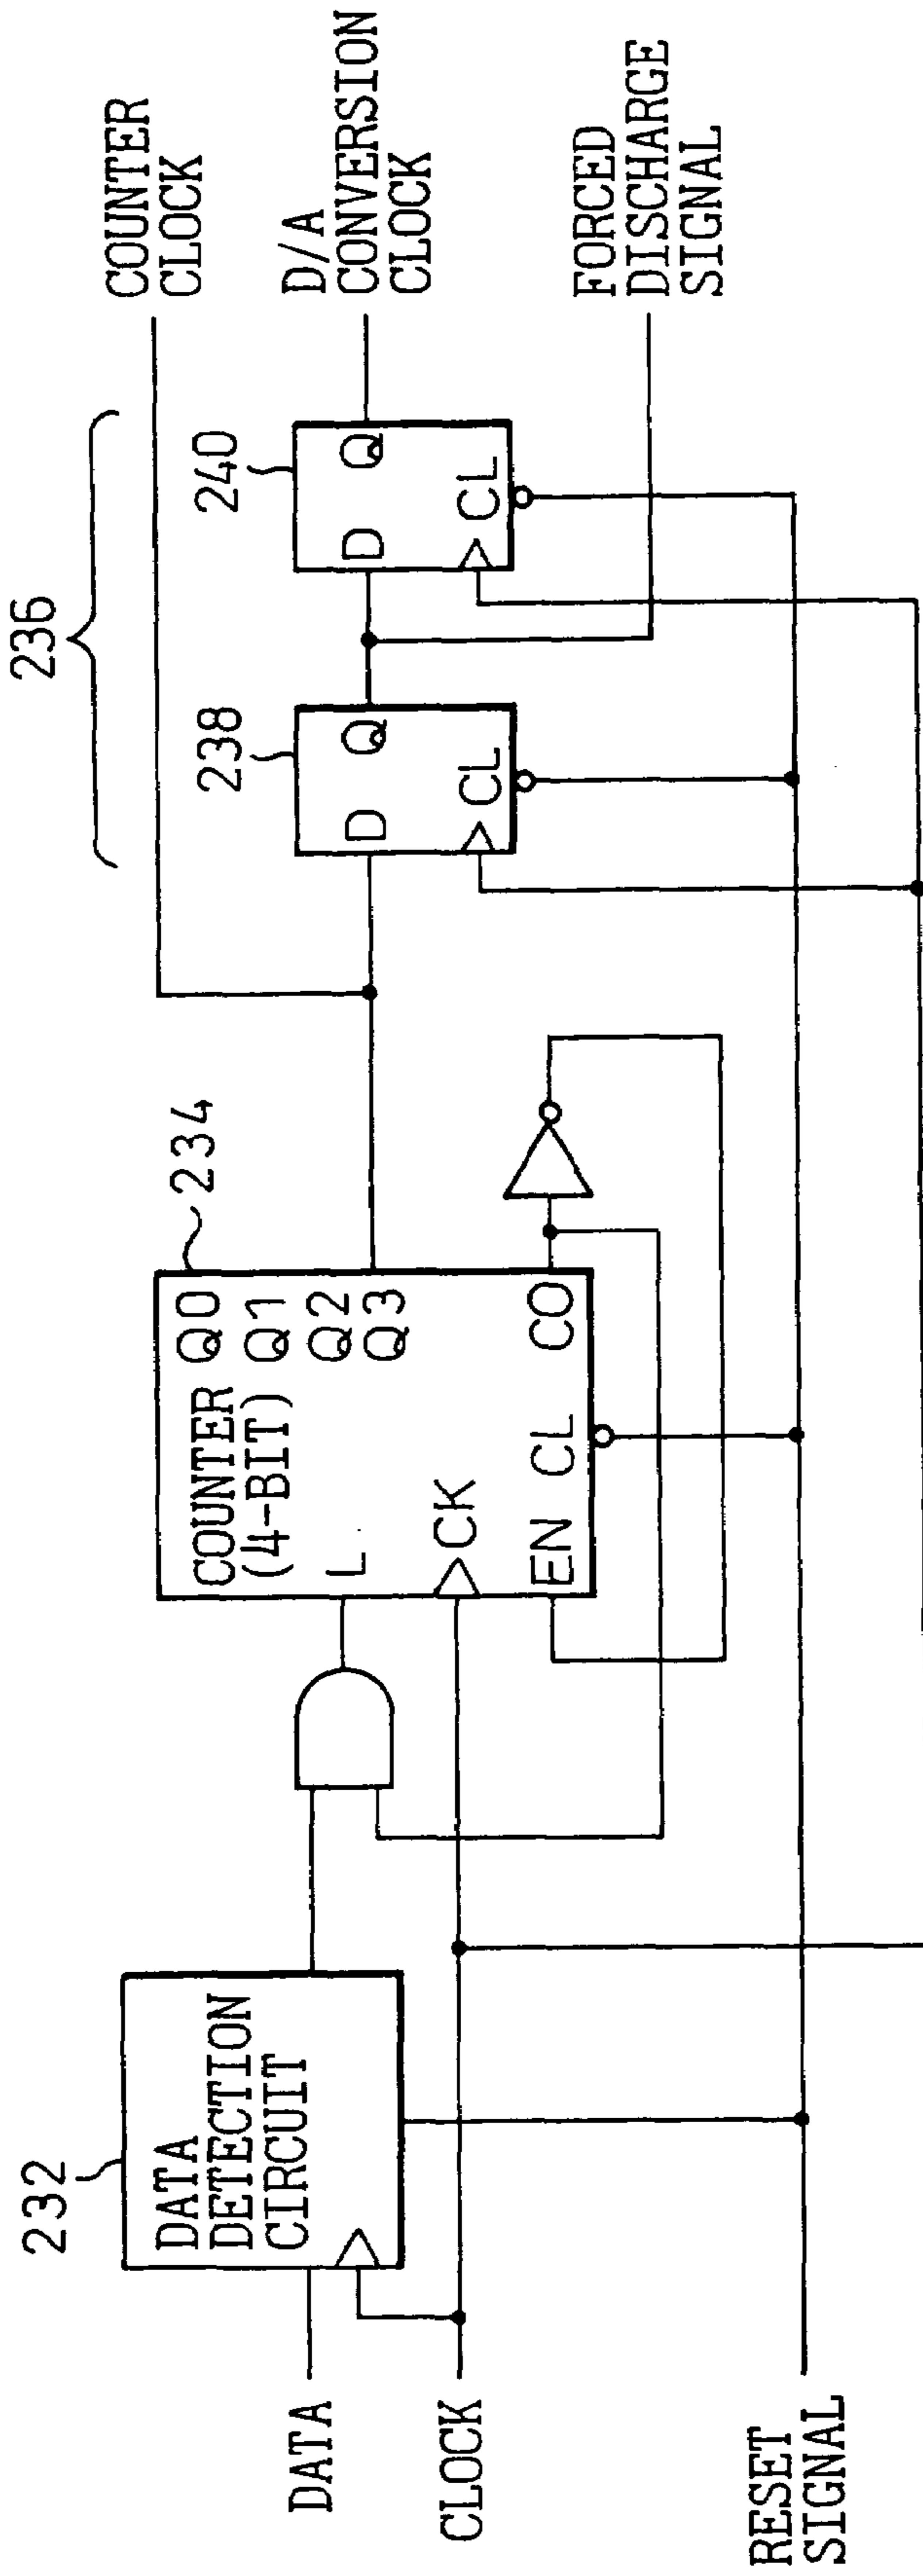 236
COUNTER
CLOCK
232
234
238
240
D/A
CONVERSION
CLOCK
DATA
DETECTION
CIRCUIT
COUNTER
(4-BIT)
Q0
Q1
Q2
Q3
L
CK
EN
CL
CO
D
Q
CL
D
Q
CL
DATA
CLOCK
FORCED
DISCHARGE
SIGNAL
RESET
SIGNAL